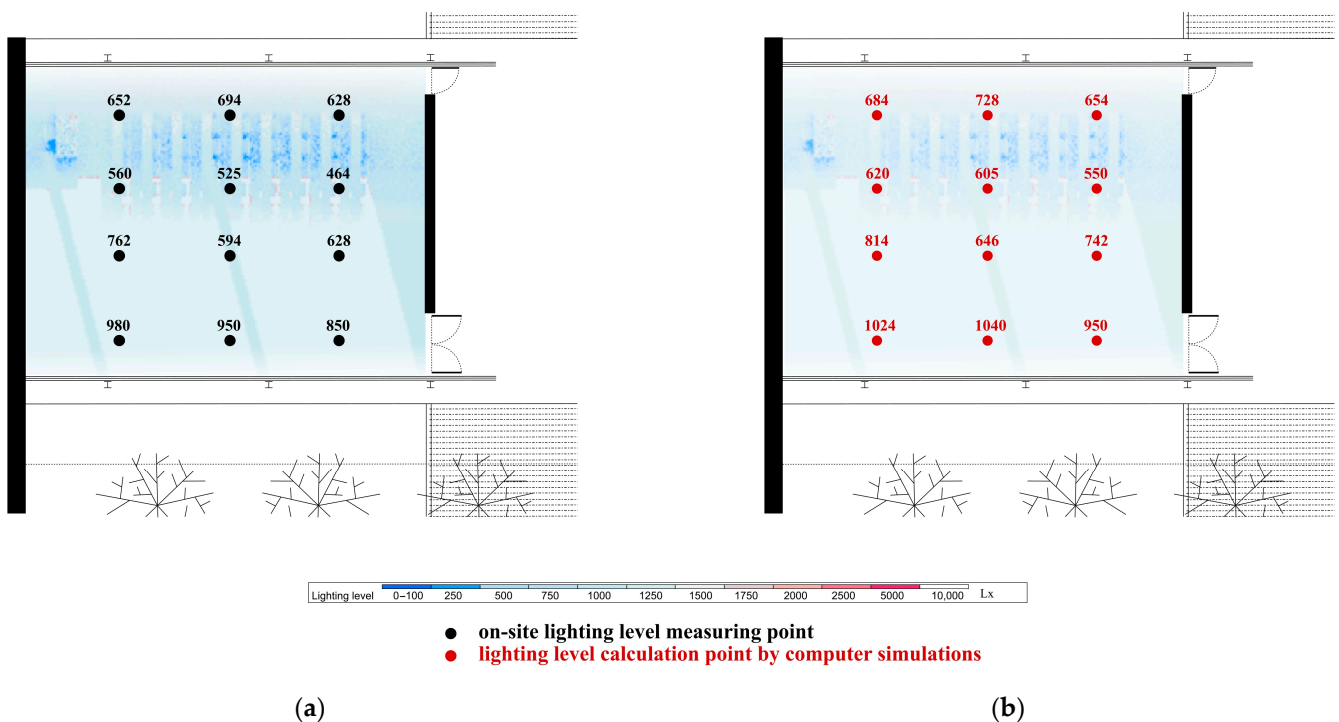 652 694 628
684 728 654
560 525 464
620 605 550
762 594 628
814 646 742
980 950 850
1024 1040 950
Lighting level 0–100 250 500 750 1000 1250 1500 1750 2000 2500 5000 10,000 Lx
on-site lighting level measuring point
lighting level calculation point by computer simulations
(a) (b)